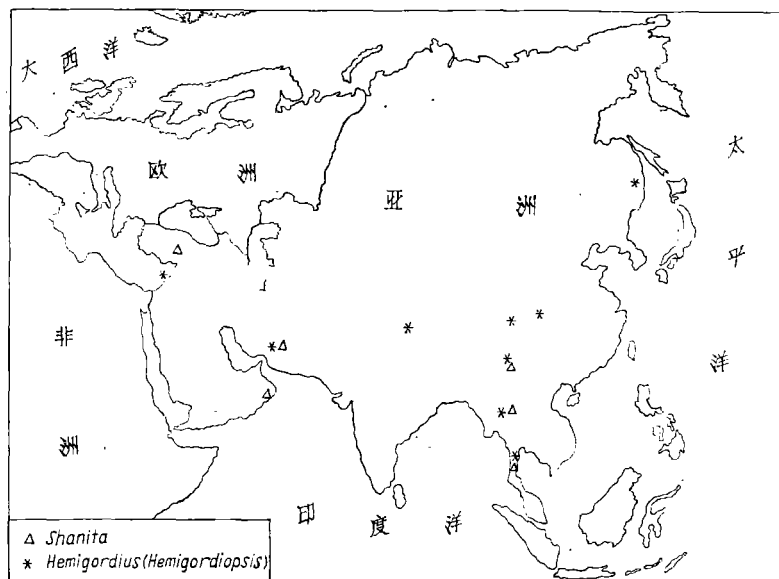 大西洋
欧洲
亚洲
太平洋
非洲
印度洋
△ Shanita
* Hemigordius(Hemigordiopsis)